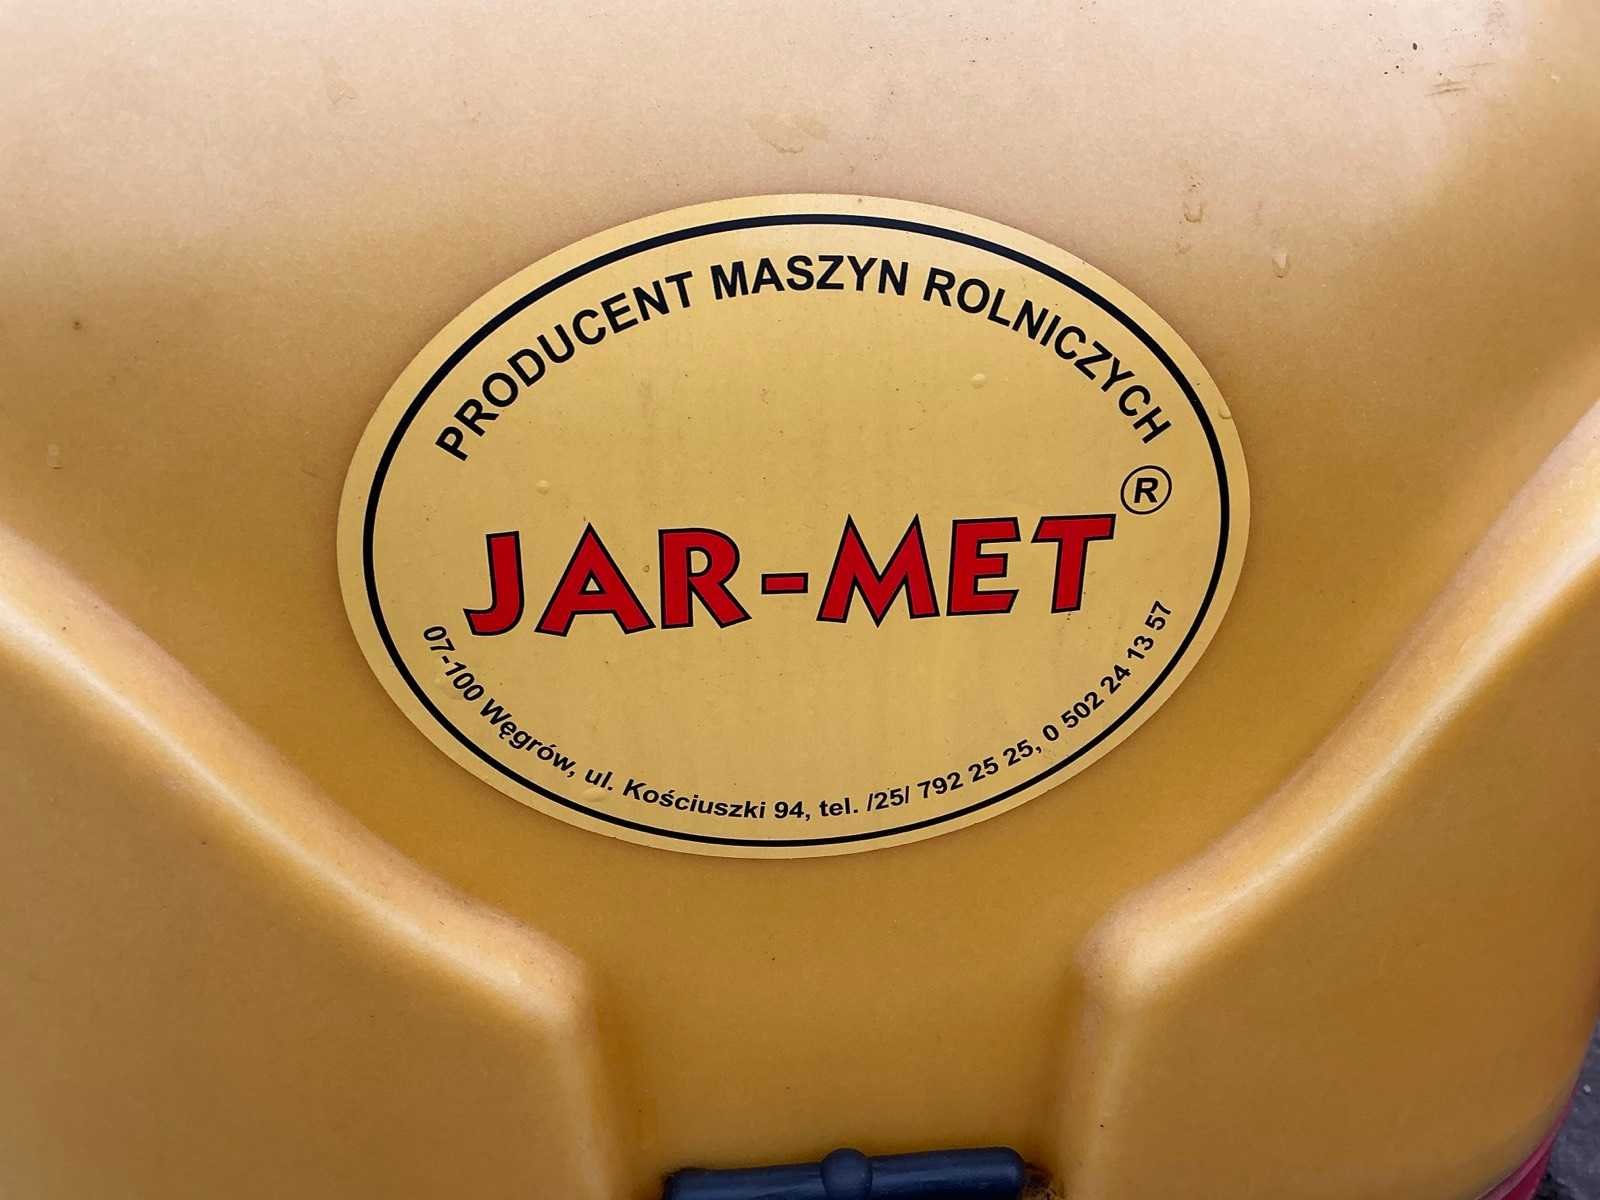 PRODUCENT MASZYN ROLNICZYCH
JAR-MET ®
07-100 Węgrów, ul. Kościuszki 94, tel. /25/ 792 25 25, 0 502 24 13 57